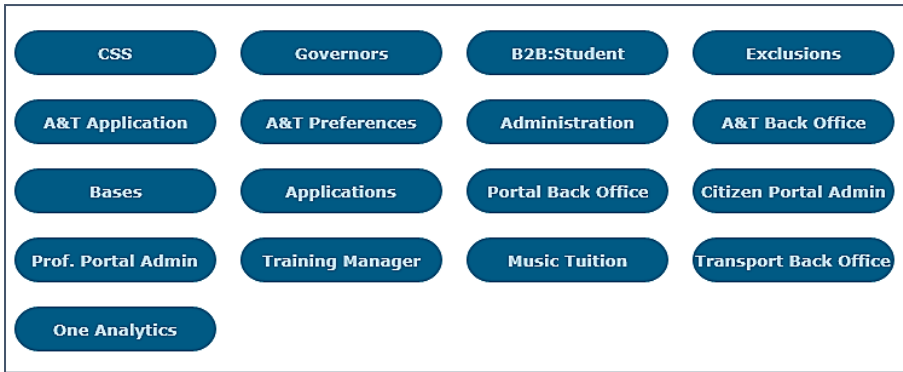 CSS
Governors
B2B:Student
Exclusions
A&T Application
A&T Preferences
Administration
A&T Back Office
Bases
Applications
Portal Back Office
Citizen Portal Admin
Prof. Portal Admin
Training Manager
Music Tuition
Transport Back Office
One Analytics